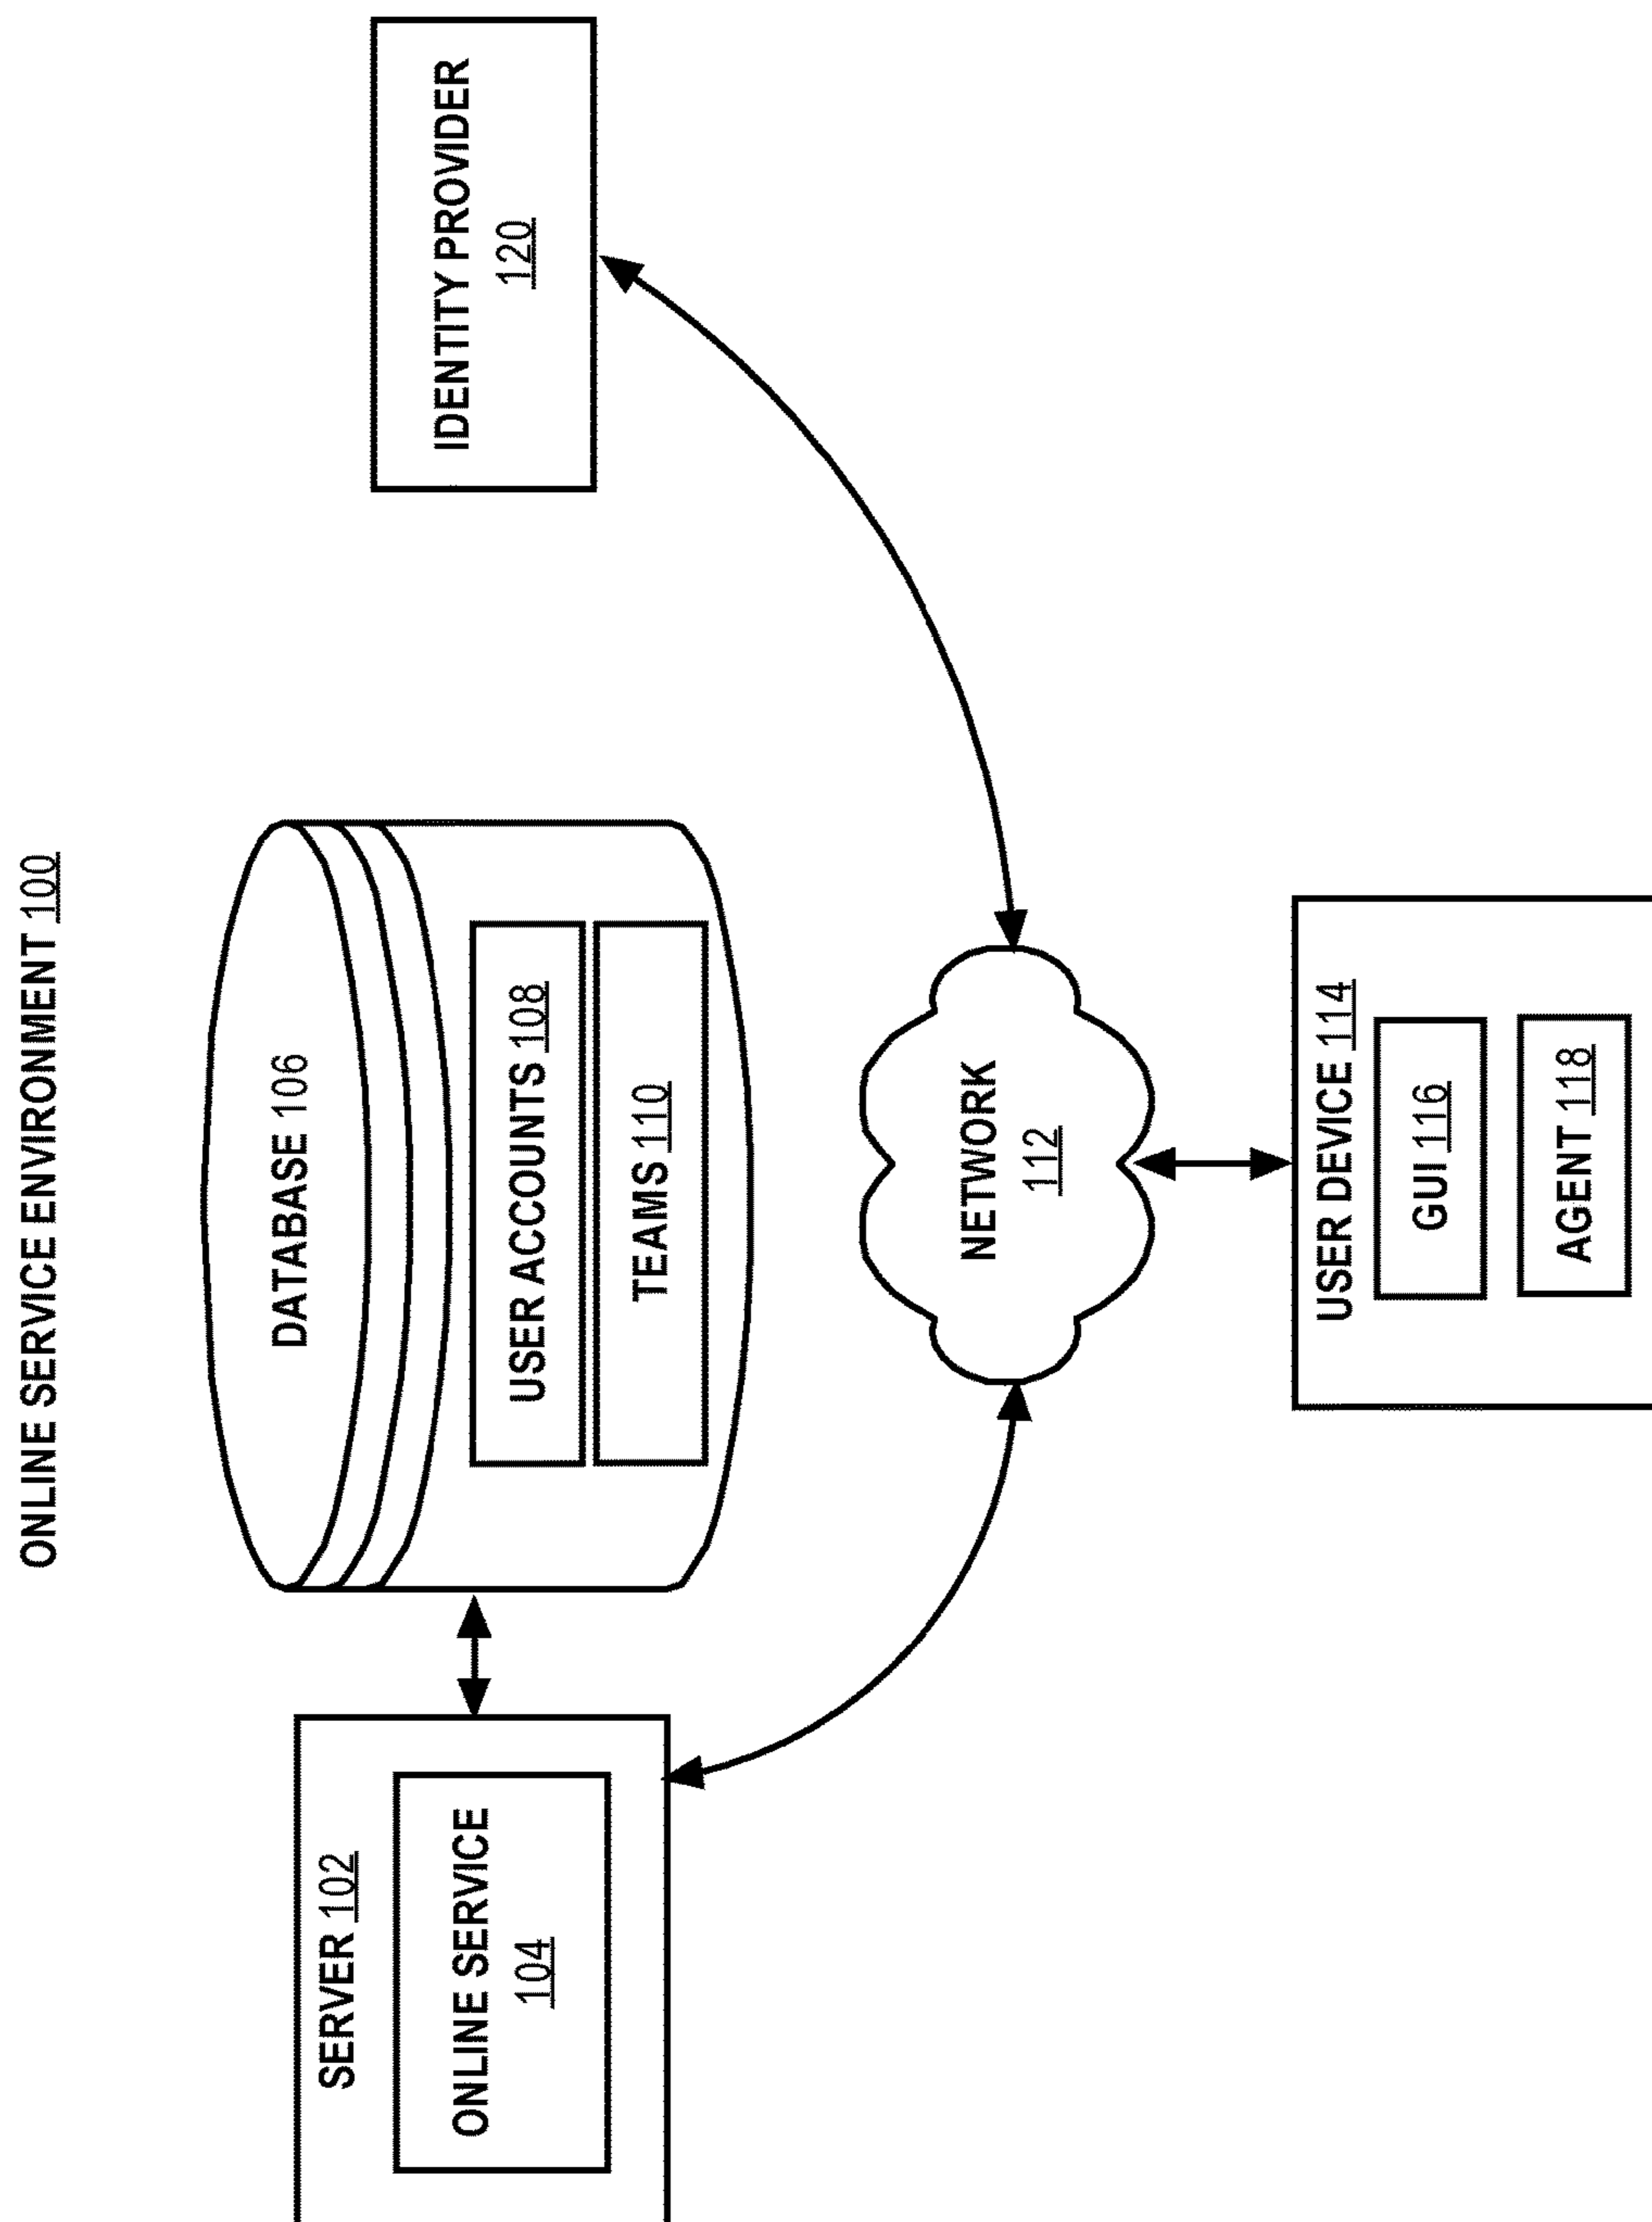 ONLINE SERVICE ENVIRONMENT 100
SERVER 102
ONLINE SERVICE
104
DATABASE 106
USER ACCOUNTS 108
TEAMS 110
IDENTITY PROVIDER
120
NETWORK
112
USER DEVICE 114
GUI 116
AGENT 118